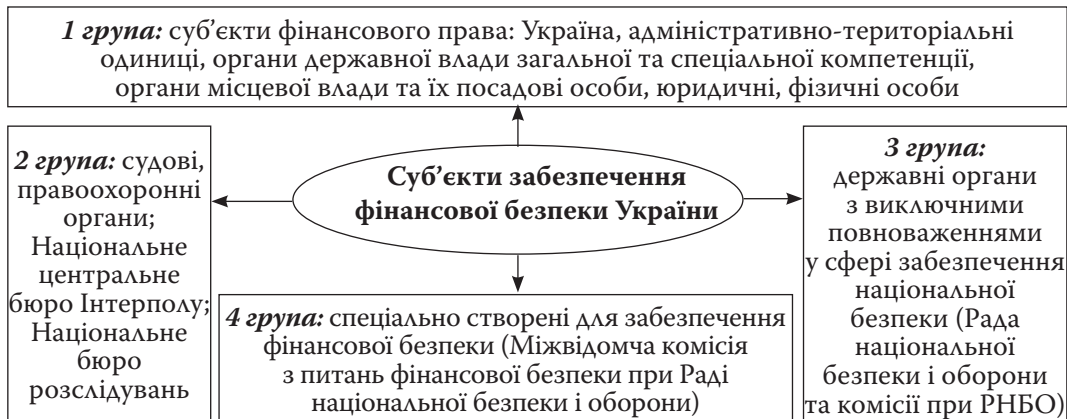 1 група: суб’єкти фінансового права: Україна, адміністративно-територіальні
одиниці, органи державної влади загальної та спеціальної компетенції,
органи місцевої влади та їх посадові особи, юридичні, фізичні особи
2 група: судові,
правоохоронні
органи;
Національне
центральне
бюро Інтерполу;
Національне
бюро
розслідувань
Суб’єкти забезпечення
фінансової безпеки України
3 група:
державні органи
з виключними
повноваженнями
у сфері забезпечення
національної
безпеки (Рада
національної
безпеки і оборони
та комісії при РНБО)
4 група: спеціально створені для забезпечення
фінансової безпеки (Міжвідомча комісія
з питань фінансової безпеки при Раді
національної безпеки і оборони)